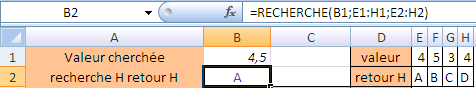 B2 fx =RECHERCHE(B1;E1:H1;E2:H2)
A B C D E F G H
1 Valeur cherchée 4,5 valeur 4 5 3 4
2 recherche H retour H A retour H A B C D